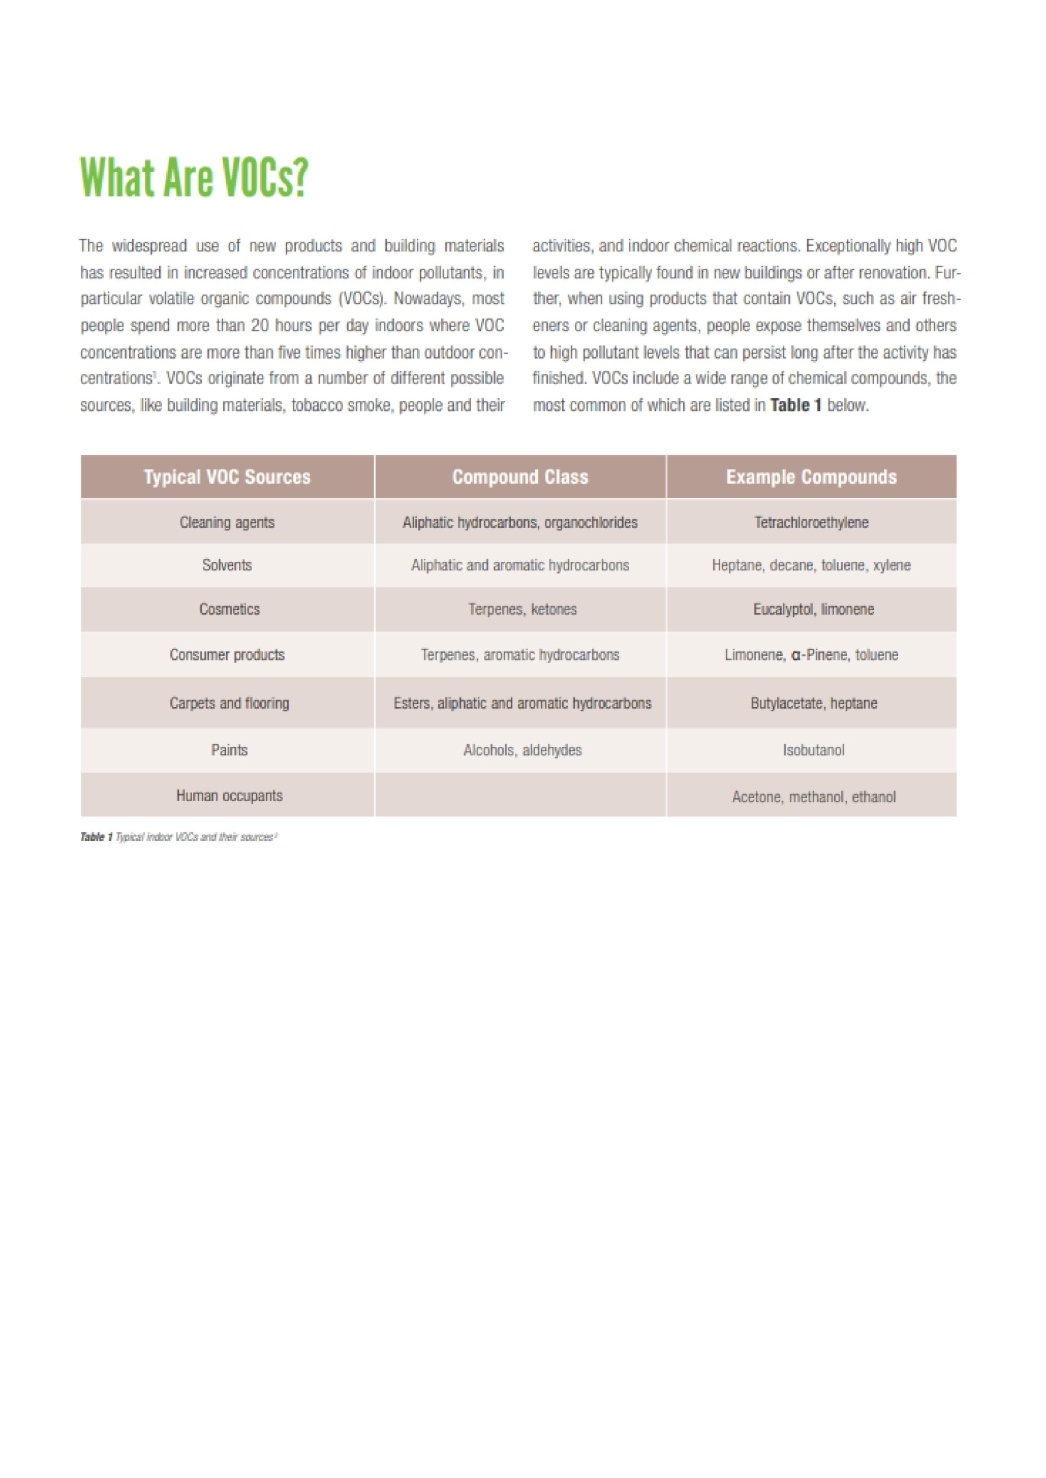 What Are VOCs?
The widespread use of new products and building materials
has resulted in increased concentrations of indoor pollutants, in
particular volatile organic compounds (VOCs). Nowadays, most
people spend more than 20 hours per day indoors where VOC
concentrations are more than five times higher than outdoor con-
centrations¹. VOCs originate from a number of different possible
sources, like building materials, tobacco smoke, people and their
activities, and indoor chemical reactions. Exceptionally high VOC
levels are typically found in new buildings or after renovation. Fur-
ther, when using products that contain VOCs, such as air fresh-
eners or cleaning agents, people expose themselves and others
to high pollutant levels that can persist long after the activity has
finished. VOCs include a wide range of chemical compounds, the
most common of which are listed in Table 1 below.
Typical VOC Sources Compound Class Example Compounds
Cleaning agents Aliphatic hydrocarbons, organochlorides Tetrachloroethylene
Solvents Aliphatic and aromatic hydrocarbons Heptane, decane, toluene, xylene
Cosmetics Terpenes, ketones Eucalyptol, limonene
Consumer products Terpenes, aromatic hydrocarbons Limonene, α-Pinene, toluene
Carpets and flooring Esters, aliphatic and aromatic hydrocarbons Butylacetate, heptane
Paints Alcohols, aldehydes Isobutanol
Human occupants Acetone, methanol, ethanol
Table 1 Typical indoor VOCs and their sources²